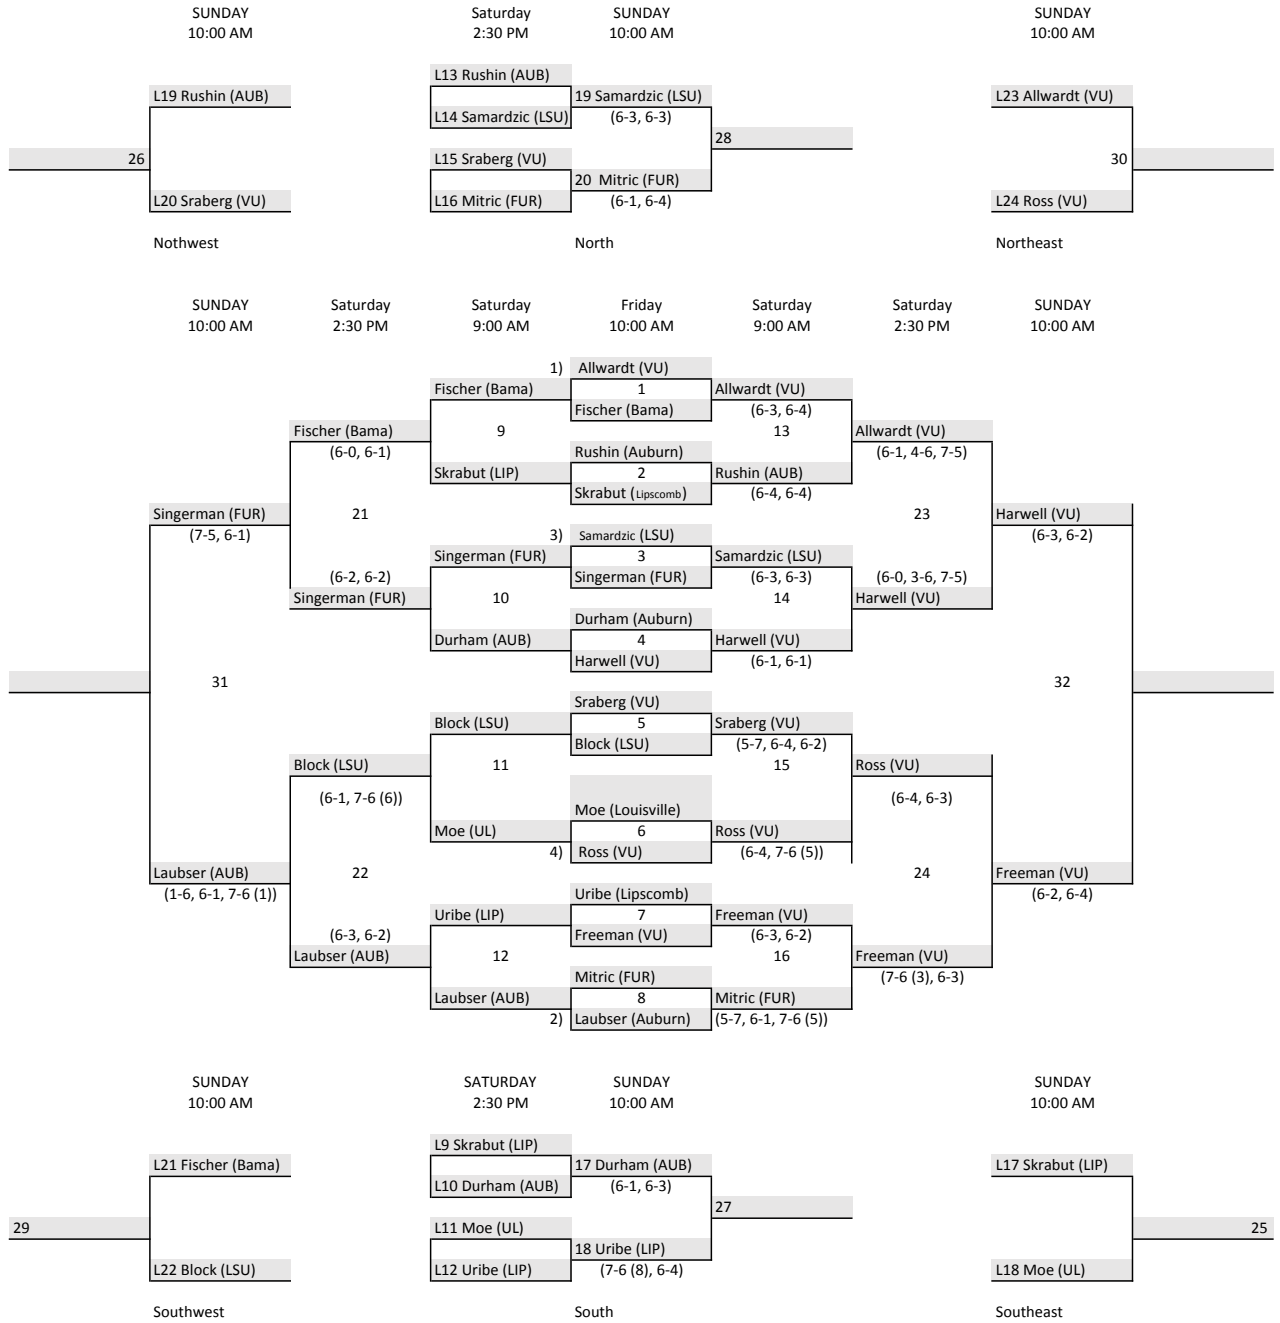 SUNDAY Saturday SUNDAY SUNDAY
10:00 AM 2:30 PM 10:00 AM 10:00 AM
L13 Rushin (AUB)
L19 Rushin (AUB) 19 Samardzic (LSU) L23 Allwardt (VU)
L14 Samardzic (LSU) (6-3, 6-3)
28
26 L15 Sraberg (VU) 30
20 Mitric (FUR)
L20 Sraberg (VU) L16 Mitric (FUR) (6-1, 6-4) L24 Ross (VU)
Nothwest North Northeast
SUNDAY Saturday Saturday Friday Saturday Saturday SUNDAY
10:00 AM 2:30 PM 9:00 AM 10:00 AM 9:00 AM 2:30 PM 10:00 AM
1) Allwardt (VU)
Fischer (Bama) 1 Allwardt (VU)
Fischer (Bama) (6-3, 6-4)
Fischer (Bama) 9 13 Allwardt (VU)
(6-0, 6-1) Rushin (Auburn) (6-1, 4-6, 7-5)
Skrabut (LIP) 2 Rushin (AUB)
Skrabut (Lipscomb) (6-4, 6-4)
Singerman (FUR) 21 23 Harwell (VU)
(7-5, 6-1) 3) Samardzic (LSU) (6-3, 6-2)
Singerman (FUR) 3 Samardzic (LSU)
(6-2, 6-2) Singerman (FUR) (6-3, 6-3) (6-0, 3-6, 7-5)
Singerman (FUR) 10 14 Harwell (VU)
Durham (Auburn)
Durham (AUB) 4 Harwell (VU)
Harwell (VU) (6-1, 6-1)
31 32
Sraberg (VU)
Block (LSU) 5 Sraberg (VU)
Block (LSU) (5-7, 6-4, 6-2)
Block (LSU) 11 15 Ross (VU)
(6-1, 7-6 (6)) (6-4, 6-3)
Moe (Louisville)
Moe (UL) 6 Ross (VU)
4) Ross (VU) (6-4, 7-6 (5))
Laubser (AUB) 22 24 Freeman (VU)
(1-6, 6-1, 7-6 (1)) Uribe (Lipscomb) (6-2, 6-4)
Uribe (LIP) 7 Freeman (VU)
(6-3, 6-2) Freeman (VU) (6-3, 6-2)
Laubser (AUB) 12 16 Freeman (VU)
Mitric (FUR) (7-6 (3), 6-3)
Laubser (AUB) 8 Mitric (FUR)
2) Laubser (Auburn) (5-7, 6-1, 7-6 (5))
SUNDAY SATURDAY SUNDAY SUNDAY
10:00 AM 2:30 PM 10:00 AM 10:00 AM
L9 Skrabut (LIP)
L21 Fischer (Bama) 17 Durham (AUB) L17 Skrabut (LIP)
L10 Durham (AUB) (6-1, 6-3)
27
29 L11 Moe (UL) 25
18 Uribe (LIP)
L22 Block (LSU) L12 Uribe (LIP) (7-6 (8), 6-4) L18 Moe (UL)
Southwest South Southeast